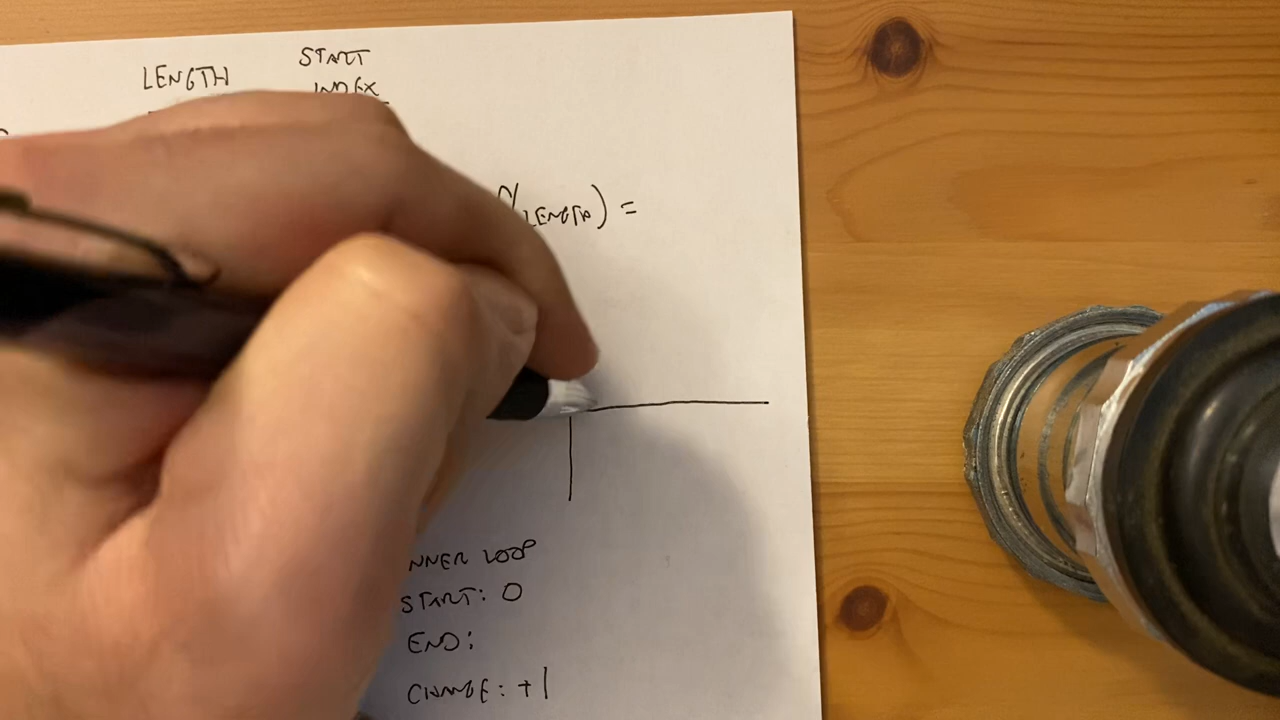 START
LENGTH
INDEX
LENGTH) =
INNER LOOP
START: 0
END:
CHANGE: +1